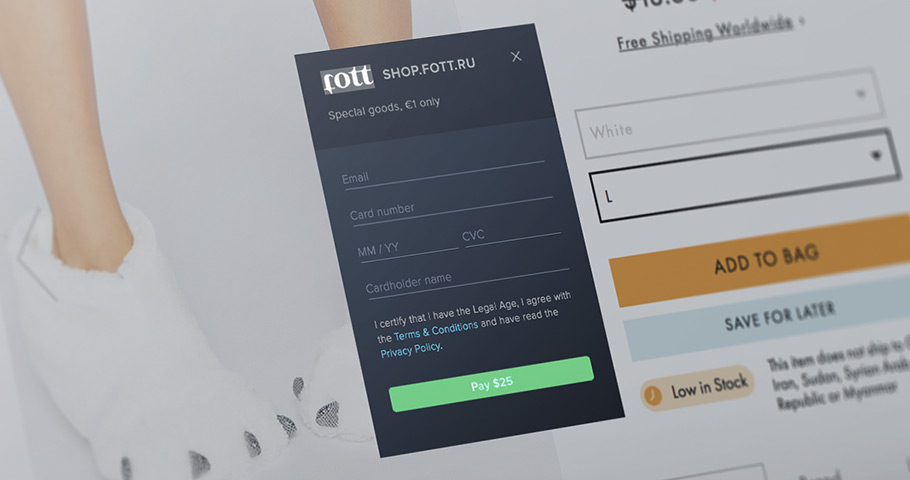 Free Shipping Worldwide
White
L
ADD TO BAG
SAVE FOR LATER
Low in Stock
This item does not ship to
Iran, Sudan, Syrian Arab
Republic or Myanmar
fott SHOP.FOTT.RU
Special goods, €1 only
Email
Card number
MM / YY CVC
Cardholder name
I certify that I have the Legal Age, I agree with
the Terms & Conditions and have read the
Privacy Policy.
Pay $25